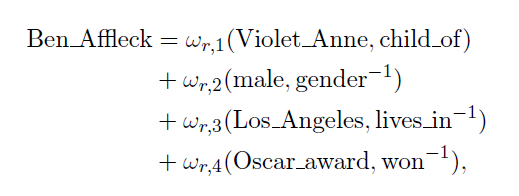 Ben_Affleck = ω_{r,1}(Violet_Anne, child_of)
+ ω_{r,2}(male, gender^{−1})
+ ω_{r,3}(Los_Angeles, lives_in^{−1})
+ ω_{r,4}(Oscar_award, won^{−1}),